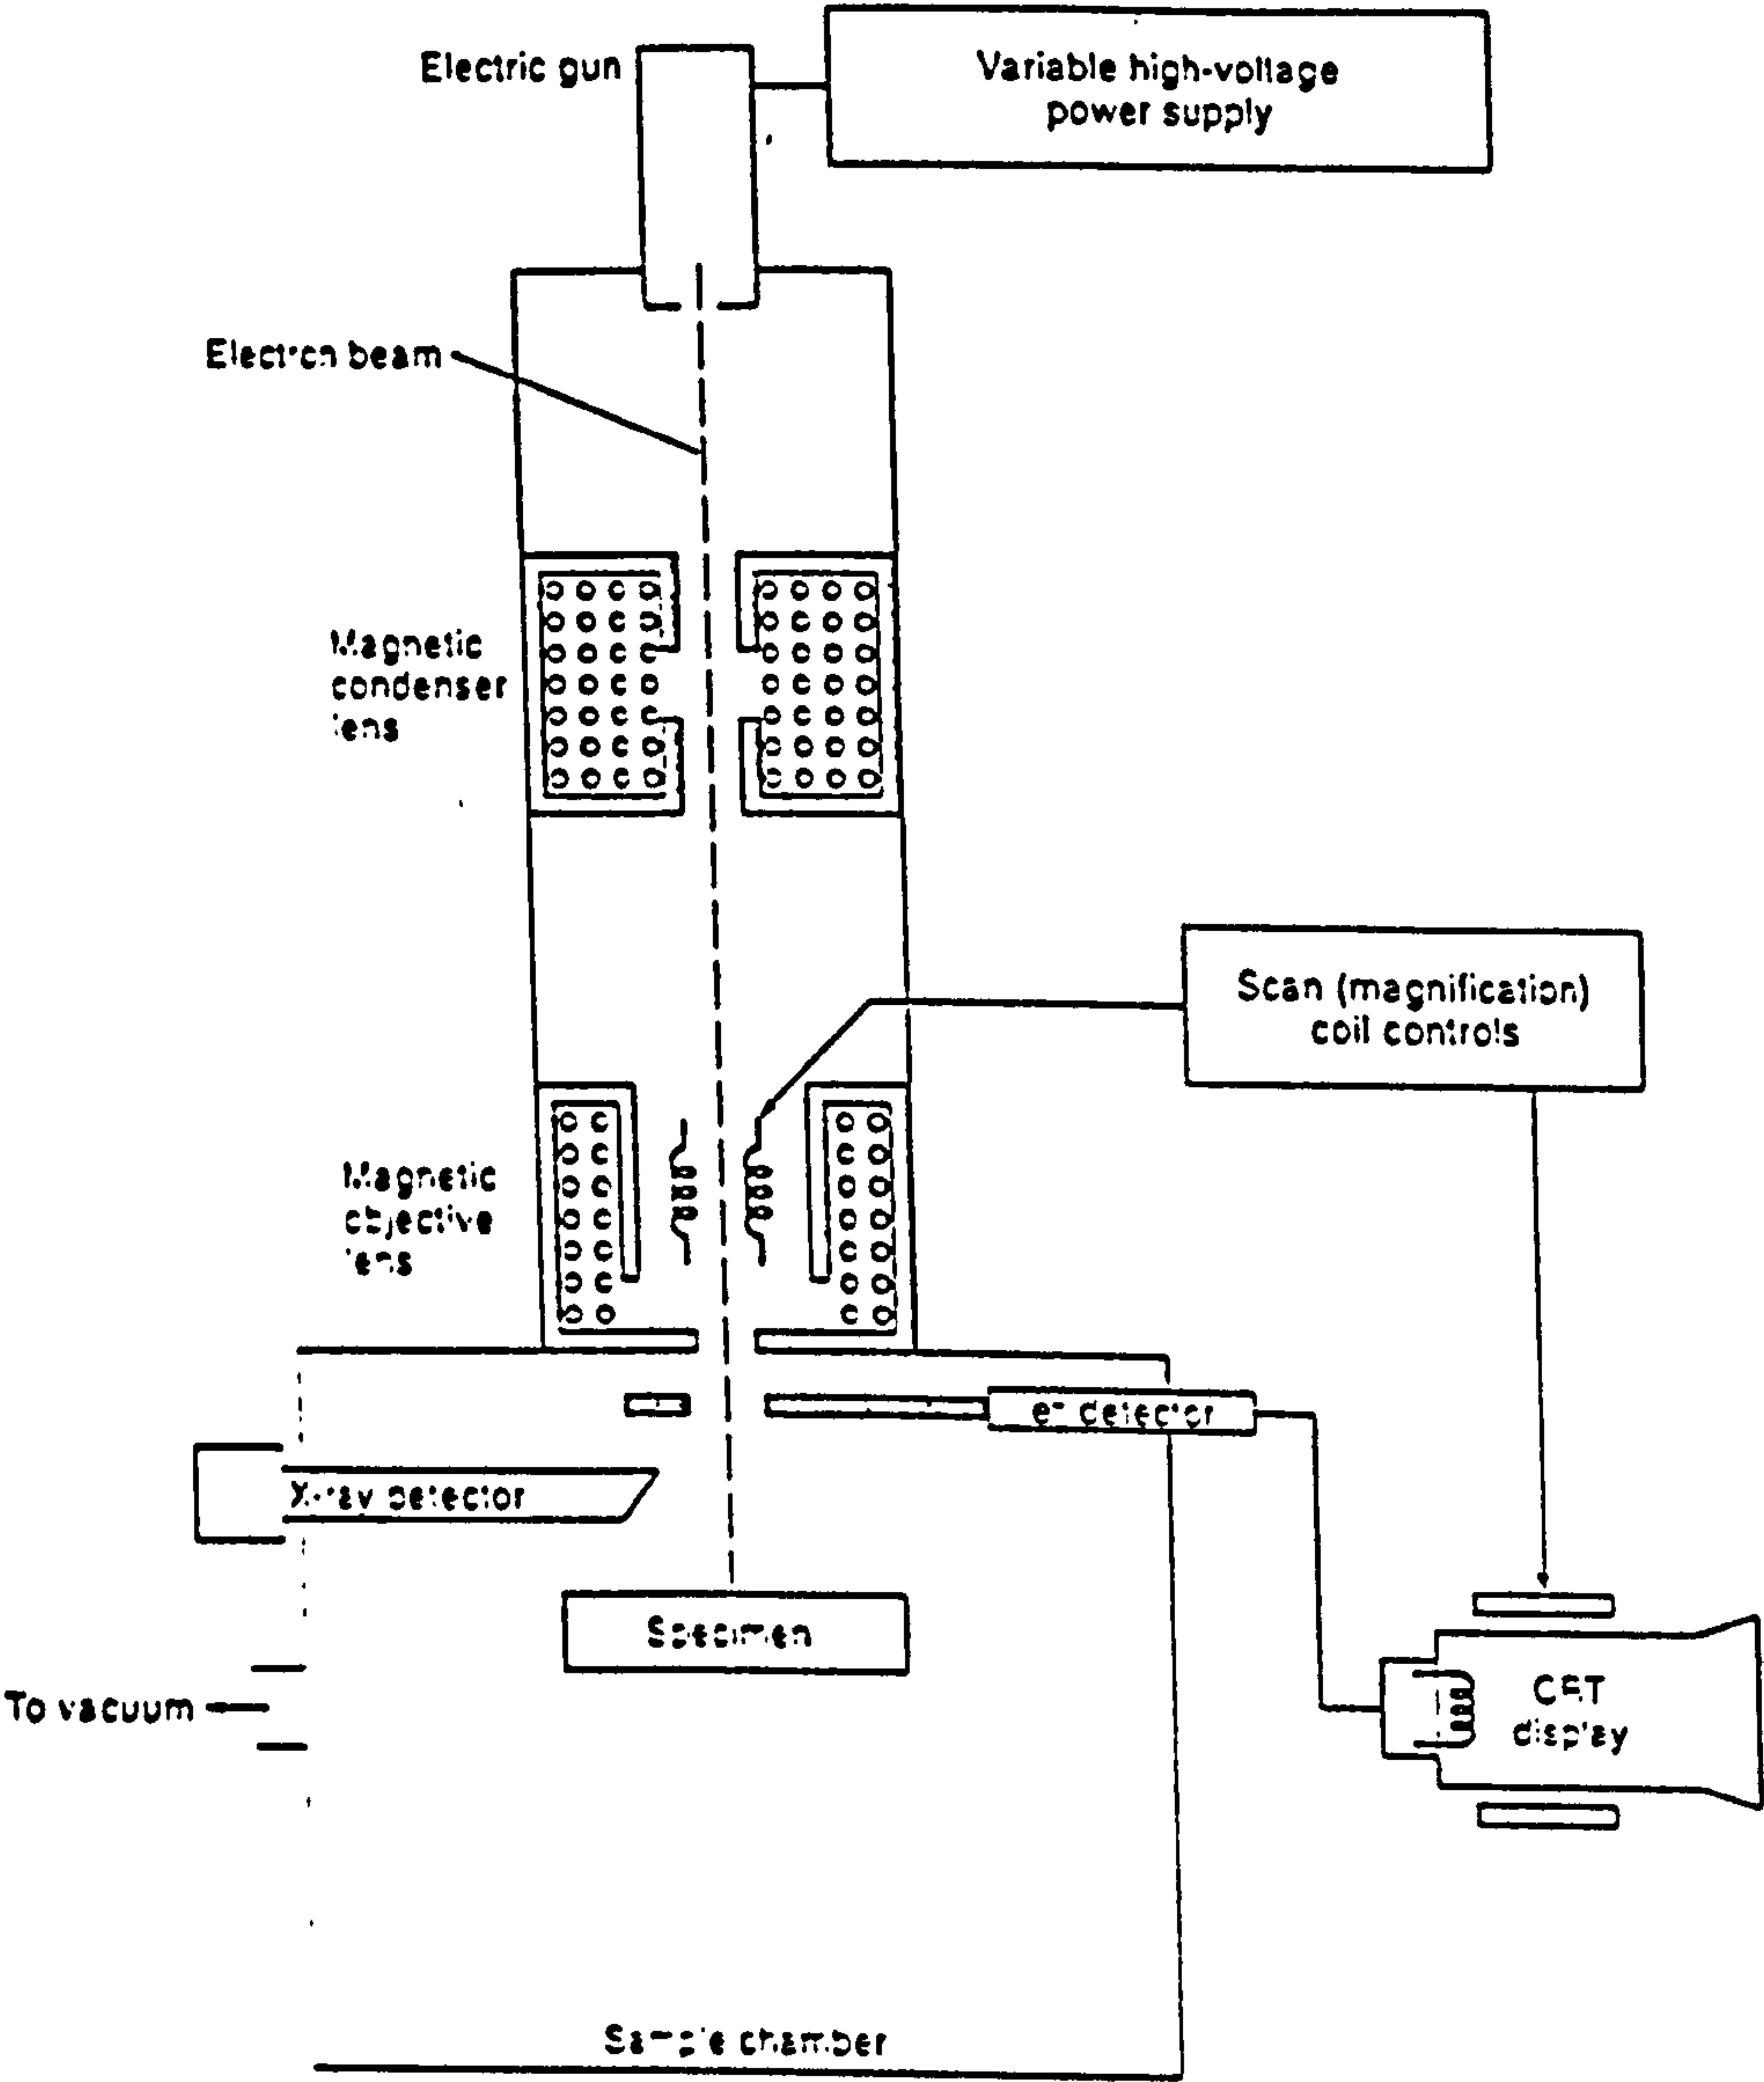 Electric gun
Variable high-voltage
power supply
Electron beam
Magnetic
condenser
lens
Scan (magnification)
coil controls
Magnetic
objective
lens
e- detector
X-ray detector
Specimen
To vacuum
CRT
display
Sample chamber